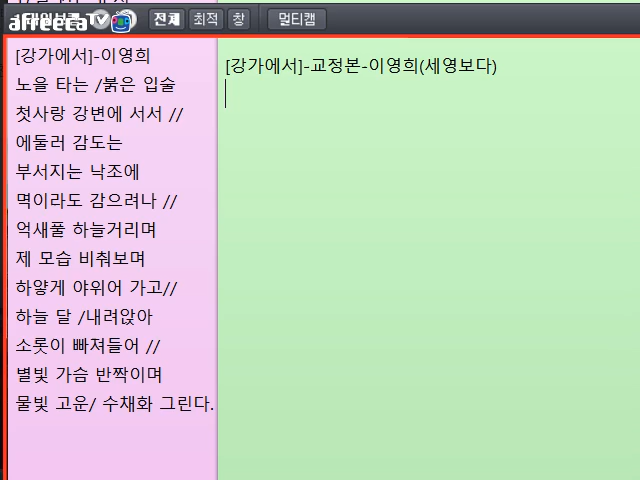 afreeca TV
전체 최적 창 멀티캠
[강가에서]-이영희
노을 타는 /붉은 입술
첫사랑 강변에 서서 //
에둘러 감도는
부서지는 낙조에
멱이라도 감으려나 //
억새풀 하늘거리며
제 모습 비춰보며
하얗게 야위어 가고//
하늘 달 /내려앉아
소롯이 빠져들어 //
별빛 가슴 반짝이며
물빛 고운/ 수채화 그린다.
[강가에서]-교정본-이영희(세영보다)